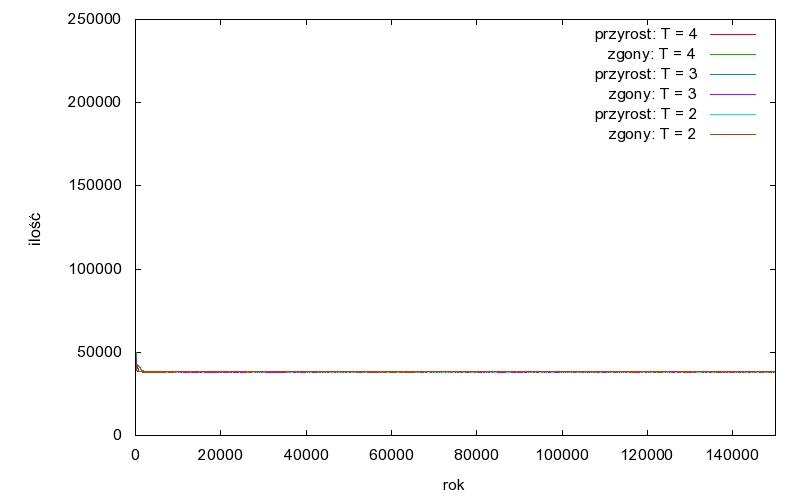 250000
200000
150000
100000
50000
0
ilość
przyrost: T = 4
zgony: T = 4
przyrost: T = 3
zgony: T = 3
przyrost: T = 2
zgony: T = 2
0 20000 40000 60000 80000 100000 120000 140000
rok